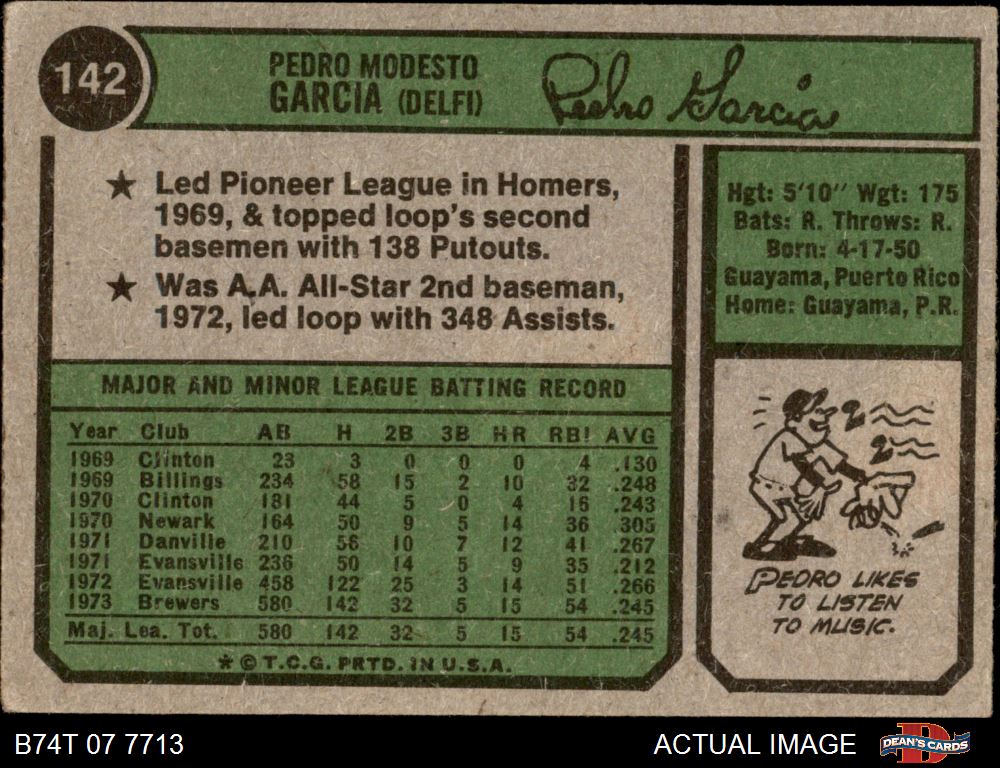 142
PEDRO MODESTO
GARCIA (DELFI)
Pedro Garcia
★ Led Pioneer League in Homers,
1969, & topped loop's second
basemen with 138 Putouts.
★ Was A.A. All-Star 2nd baseman,
1972, led loop with 348 Assists.
Hgt: 5'10" Wgt: 175
Bats: R. Throws: R.
Born: 4-17-50
Guayama, Puerto Rico
Home: Guayama, P.R.
MAJOR AND MINOR LEAGUE BATTING RECORD
Year Club AB H 2B 3B HR RBI AVG
1969 Clinton 23 3 0 0 0 4 .130
1969 Billings 234 58 15 2 10 32 .248
1970 Clinton 181 44 5 0 4 16 .243
1970 Newark 164 50 9 5 14 36 .305
1971 Danville 210 56 10 7 12 41 .267
1971 Evansville 236 50 14 5 9 35 .212
1972 Evansville 458 122 25 3 14 51 .266
1973 Brewers 580 142 32 5 15 54 .245
Maj. Lea. Tot. 580 142 32 5 15 54 .245
* © T.C.G. PRTD. IN U.S.A.
PEDRO LIKES
TO LISTEN
TO MUSIC.
B74T 07 7713
ACTUAL IMAGE
DEAN'S CARDS